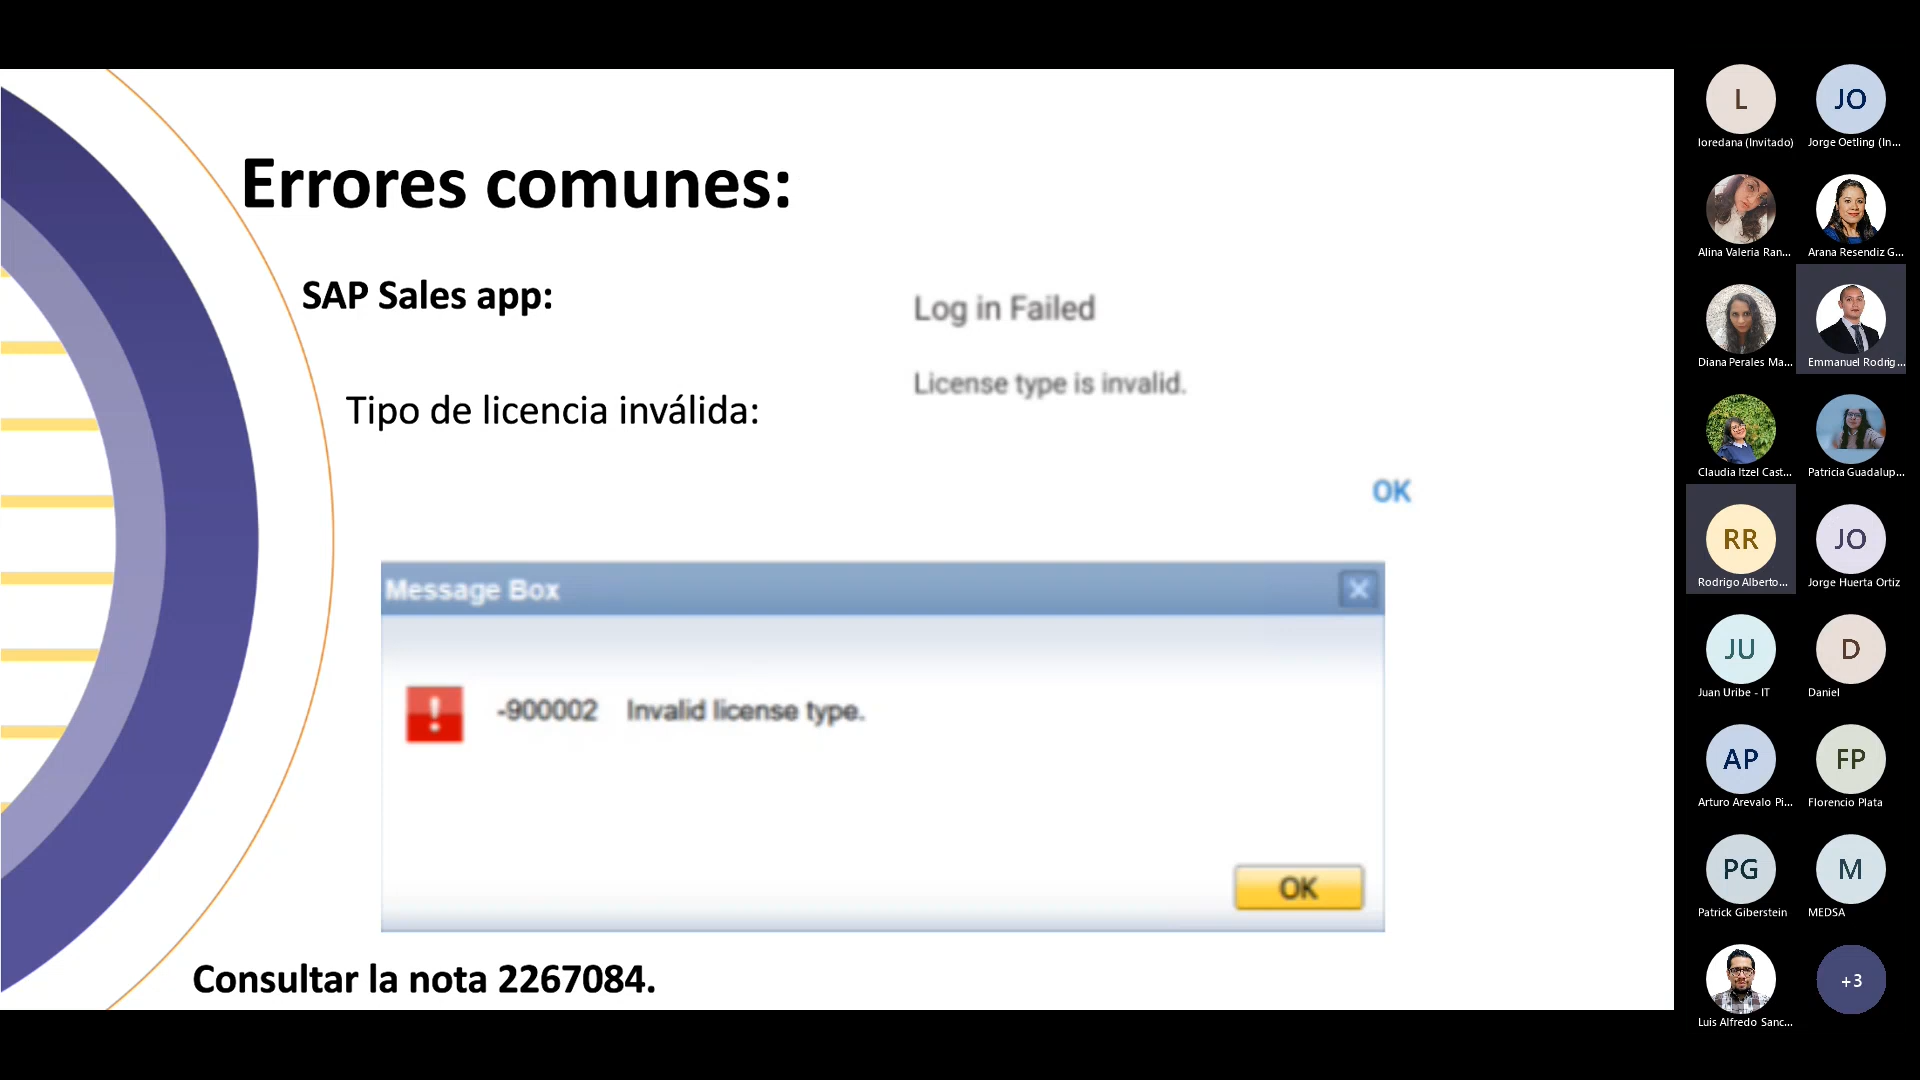 Errores comunes:
SAP Sales app:
Log in Failed
License type is invalid.
Tipo de licencia inválida:
OK
Message Box
-900002 Invalid license type.
OK
Consultar la nota 2267084.
L
JO
loredana (Invitado)
Jorge Oetling (In...
Alina Valeria Ran...
Arana Resendiz G...
Diana Perales Ma...
Emmanuel Rodrig...
Claudia Itzel Cast...
Patricia Guadalup...
RR
JO
Rodrigo Alberto...
Jorge Huerta Ortiz
JU
D
Juan Uribe - IT
Daniel
AP
FP
Arturo Arevalo Pi...
Florencio Plata
PG
M
Patrick Giberstein
MEDSA
+3
Luis Alfredo Sanc...